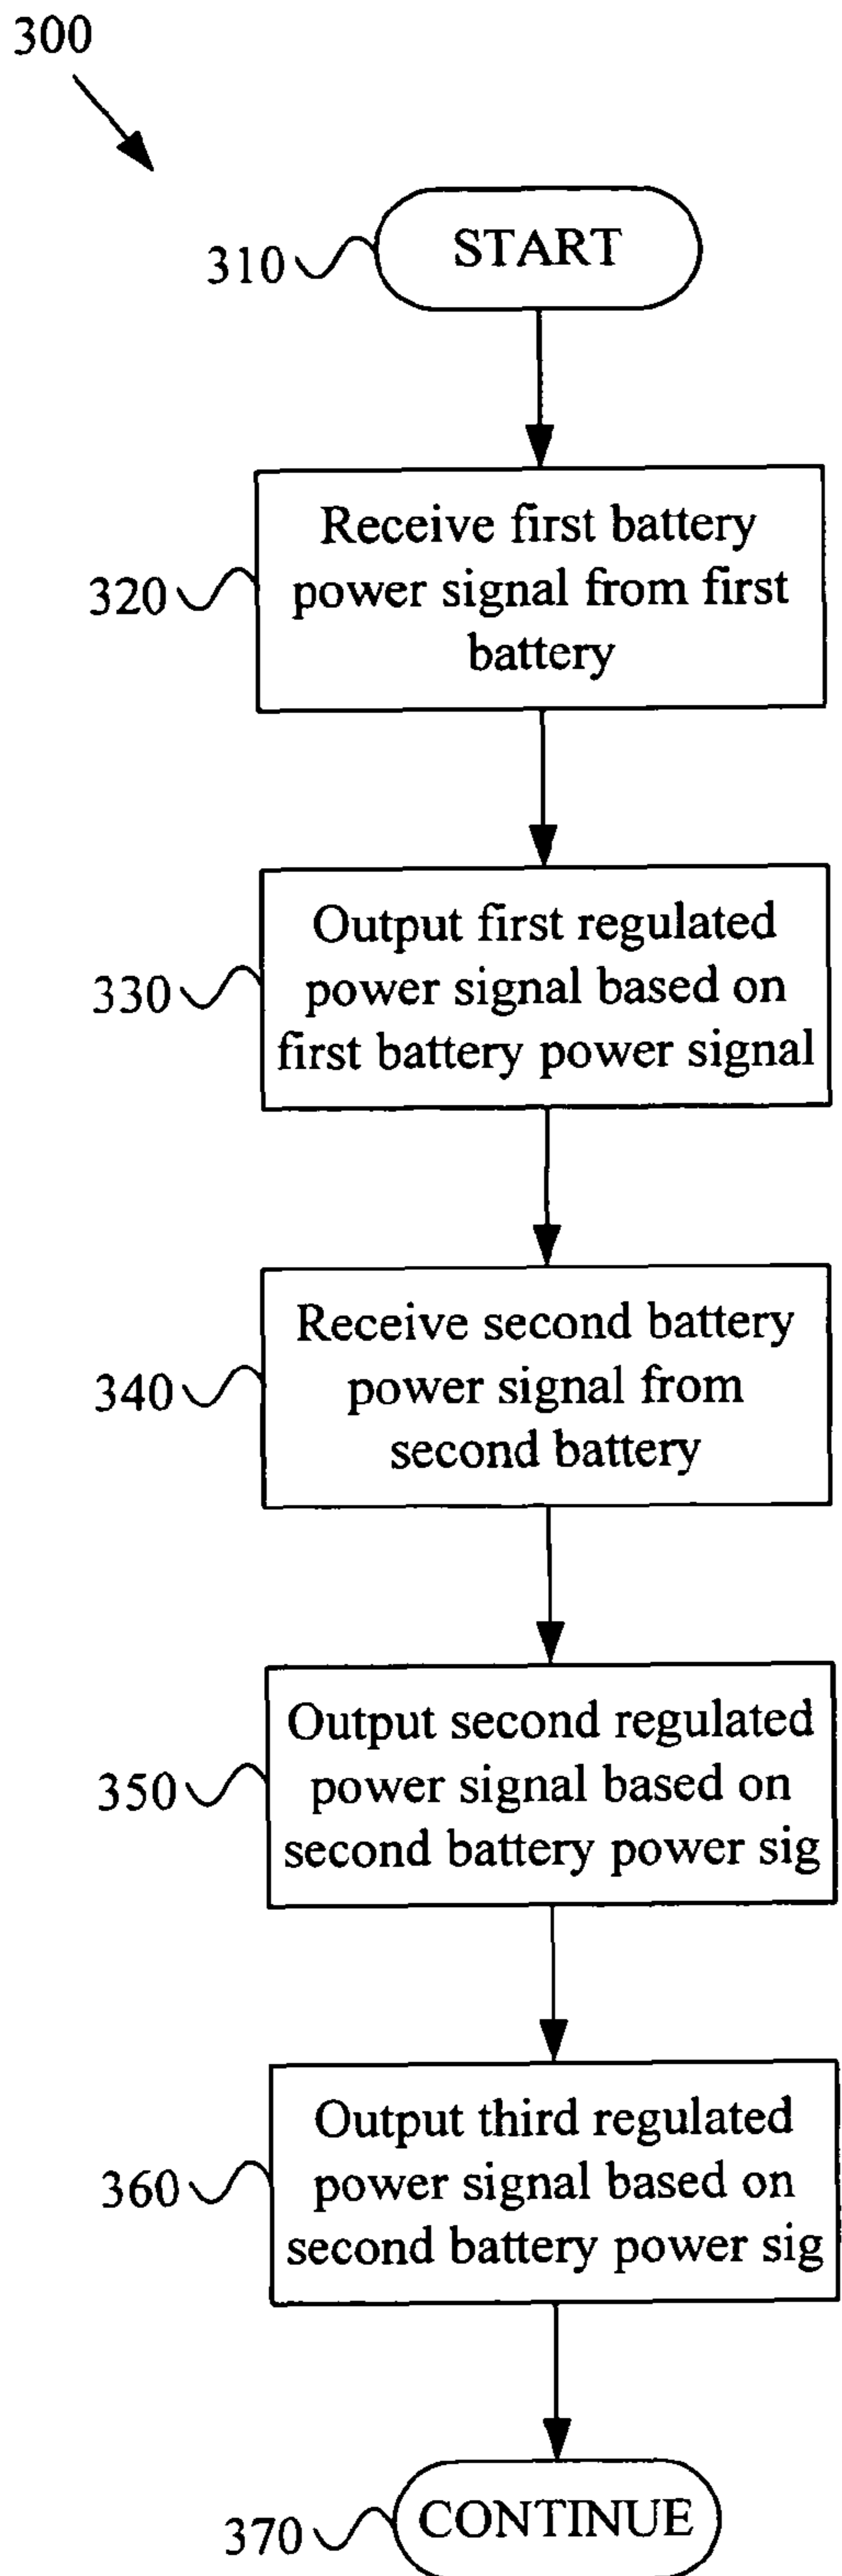 300
310
START
320
Receive first battery
power signal from first
battery
330
Output first regulated
power signal based on
first battery power signal
340
Receive second battery
power signal from
second battery
350
Output second regulated
power signal based on
second battery power sig
360
Output third regulated
power signal based on
second battery power sig
370
CONTINUE